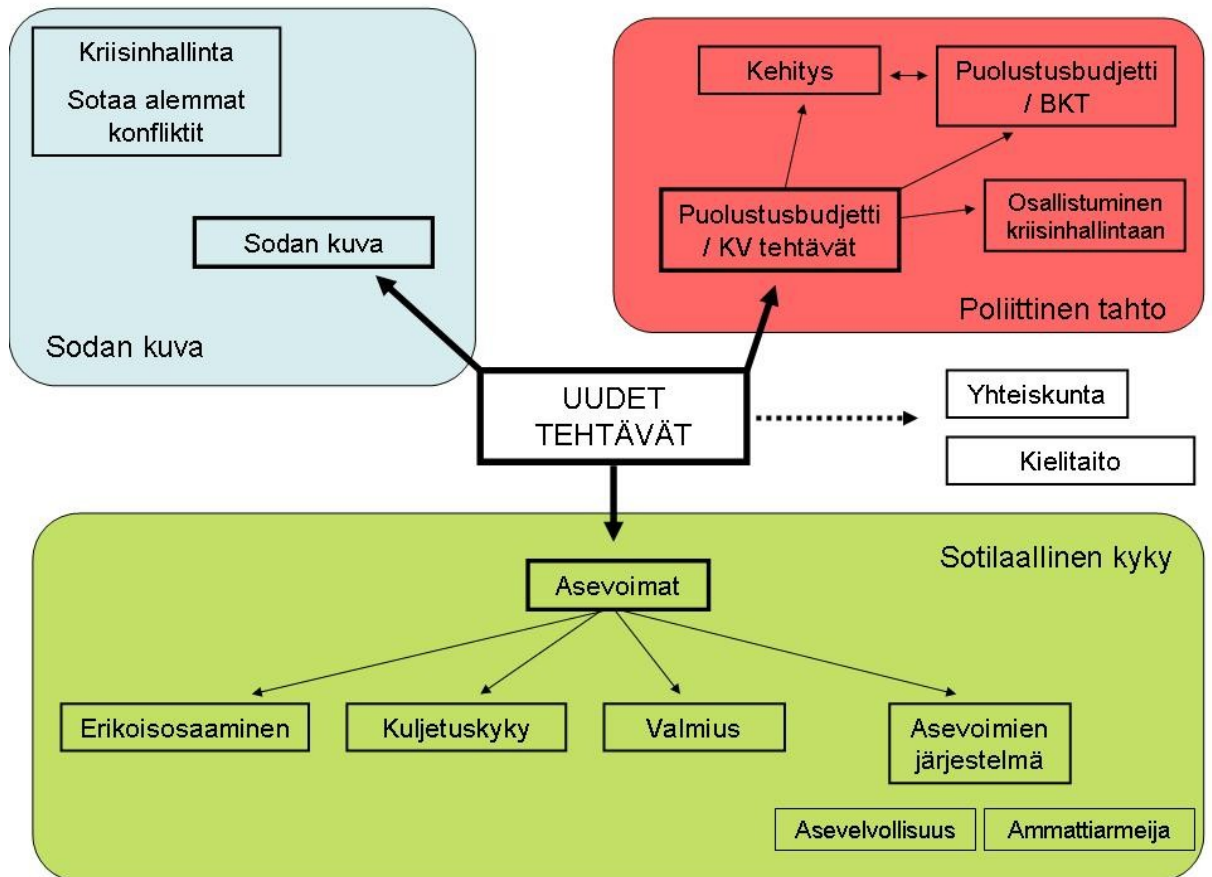 Kriisinhallinta
Sotaa alemmat
konfliktit
Sodan kuva
Sodan kuva
Kehitys
Puolustusbudjetti
/ BKT
Puolustusbudjetti
/ KV tehtävät
Osallistuminen
kriisinhallintaan
Poliittinen tahto
UUDET
TEHTÄVÄT
Yhteiskunta
Kielitaito
Sotilaallinen kyky
Asevoimat
Erikoisosaaminen
Kuljetuskyky
Valmius
Asevoimien
järjestelmä
Asevelvollisuus
Ammattiarmeija